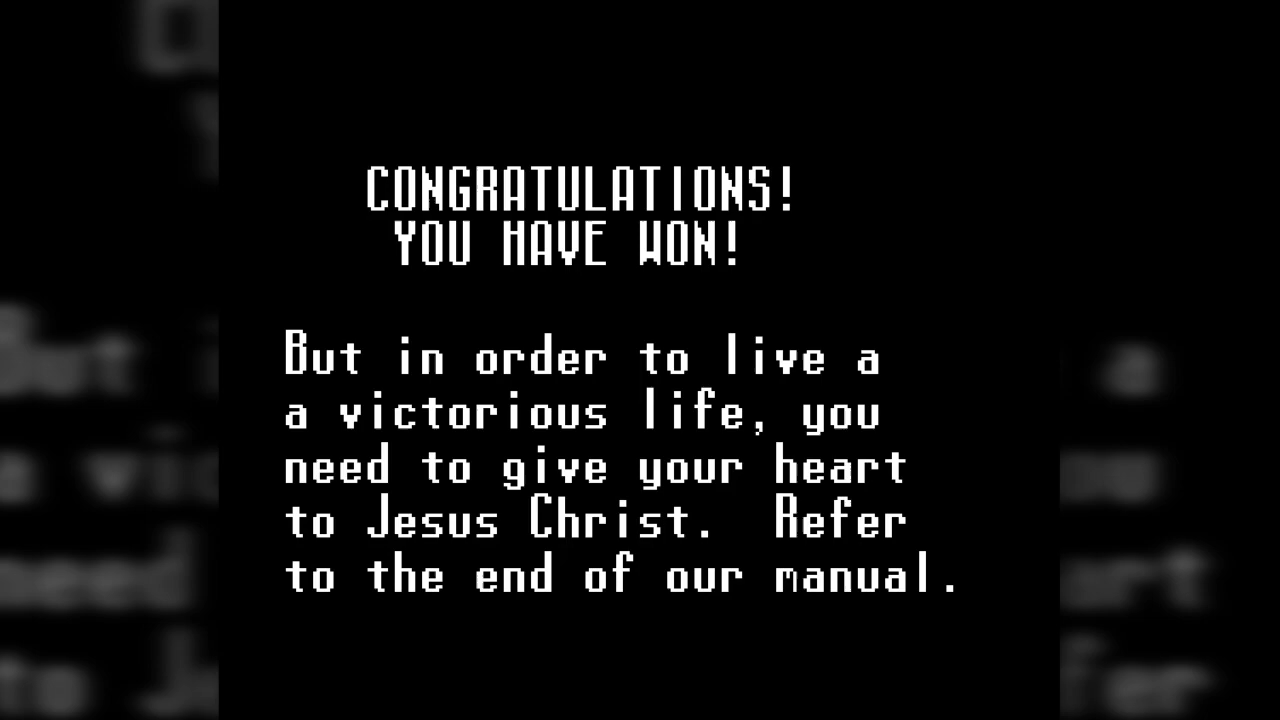 CONGRATULATIONS!
YOU HAVE WON!
But in order to live a
a victorious life, you
need to give your heart
to Jesus Christ.  Refer
to the end of our manual.